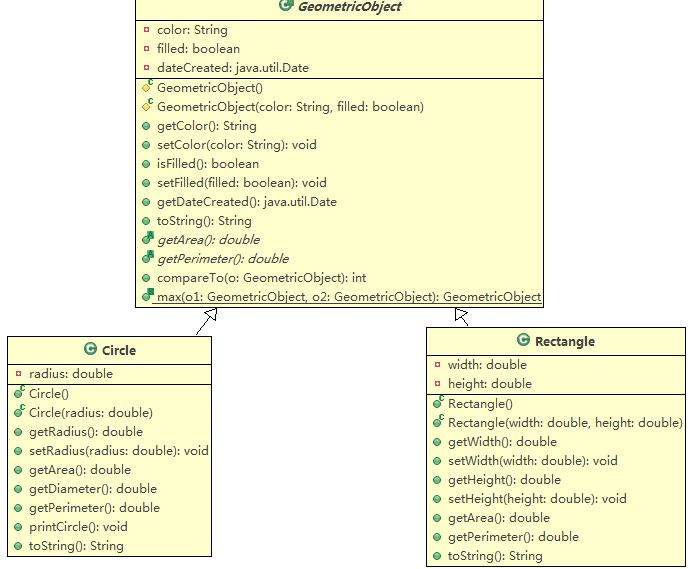 GeometricObject
color: String
filled: boolean
dateCreated: java.util.Date
GeometricObject()
GeometricObject(color: String, filled: boolean)
getColor(): String
setColor(color: String): void
isFilled(): boolean
setFilled(filled: boolean): void
getDateCreated(): java.util.Date
toString(): String
getArea(): double
getPerimeter(): double
compareTo(o: GeometricObject): int
max(o1: GeometricObject, o2: GeometricObject): GeometricObject
Circle
radius: double
Circle()
Circle(radius: double)
getRadius(): double
setRadius(radius: double): void
getArea(): double
getDiameter(): double
getPerimeter(): double
printCircle(): void
toString(): String
Rectangle
width: double
height: double
Rectangle()
Rectangle(width: double, height: double)
getWidth(): double
setWidth(width: double): void
getHeight(): double
setHeight(height: double): void
getArea(): double
getPerimeter(): double
toString(): String